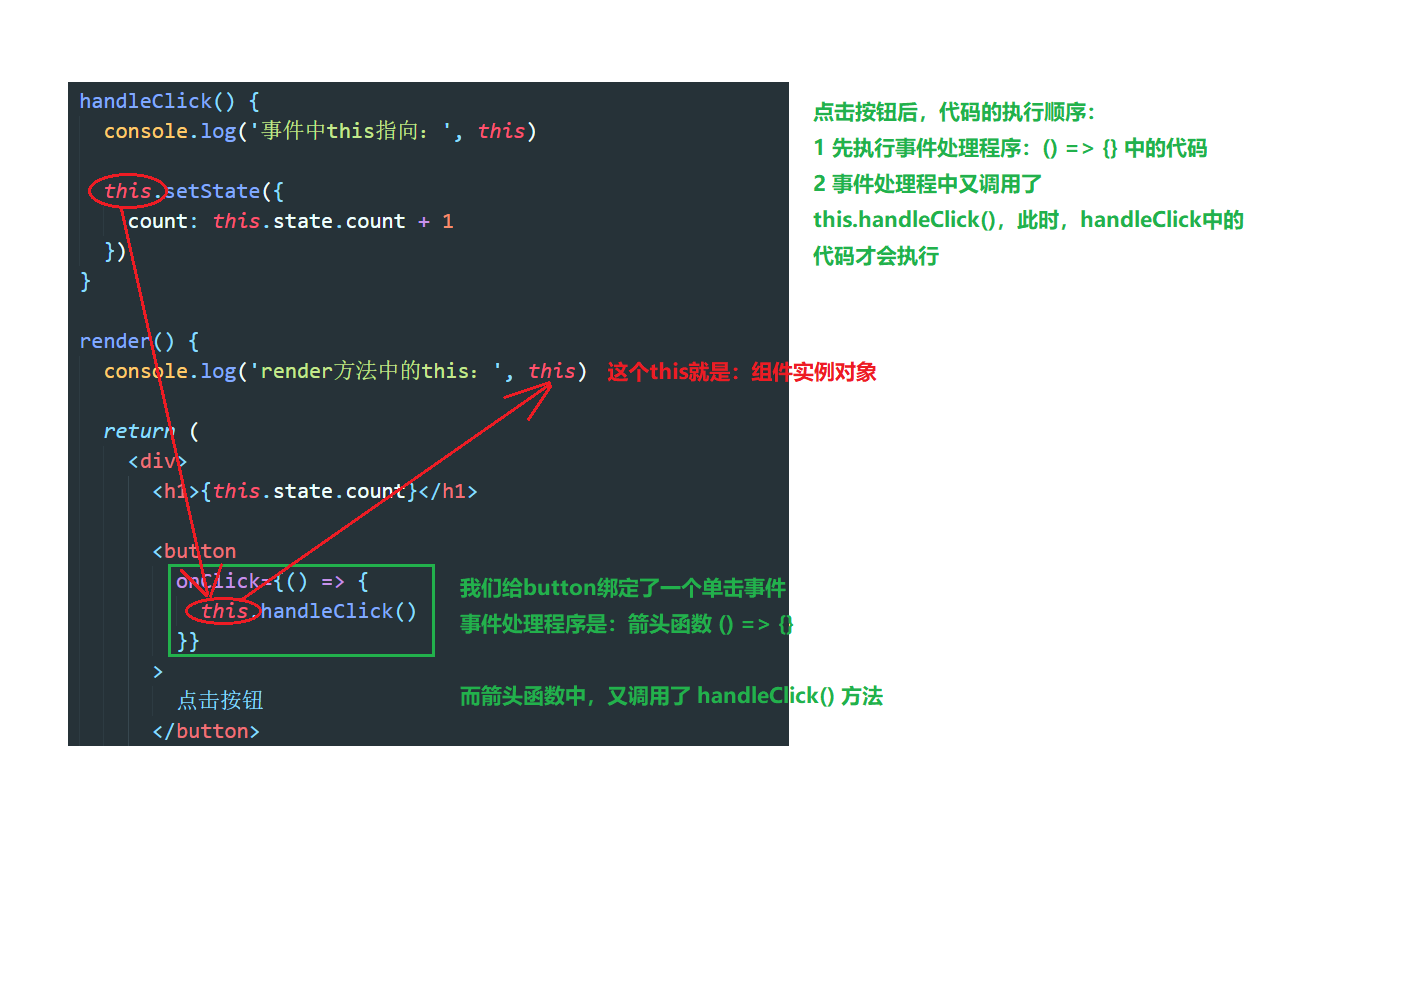 handleClick() {
console.log('事件中this指向：', this)
this.setState({
count: this.state.count + 1
})
}
render() {
console.log('render方法中的this：', this)
return (
<div>
<h1>{this.state.count}</h1>
<button
onClick={() => {
this.handleClick()
}}
>
点击按钮
</button>
点击按钮后，代码的执行顺序：
1 先执行事件处理程序：() => {} 中的代码
2 事件处理程中又调用了
this.handleClick()，此时，handleClick中的
代码才会执行
这个this就是：组件实例对象
我们给button绑定了一个单击事件
事件处理程序是：箭头函数 () => {}
而箭头函数中，又调用了 handleClick() 方法